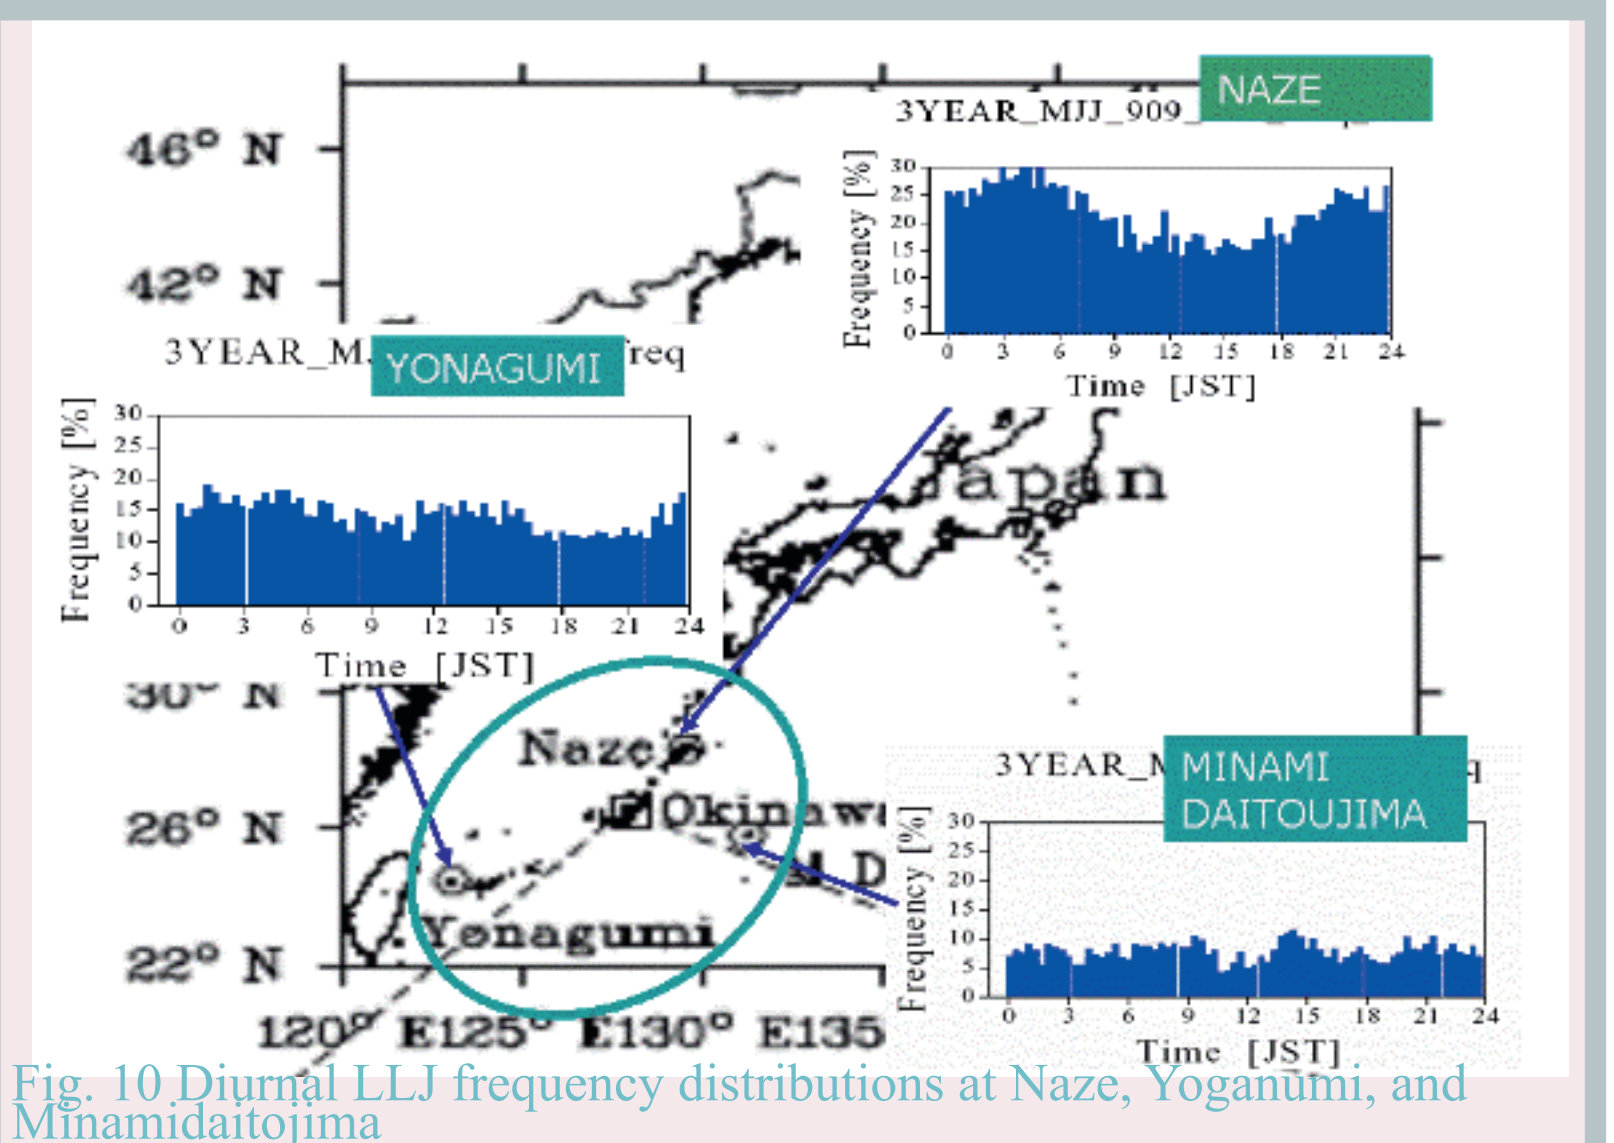 NAZE
3YEAR_MJJ_909_
46° N
42° N
Frequency [%]
30
25
20
15
10
5
0
0 3 6 9 12 15 18 21 24
Time [JST]
3YEAR_M
YONAGUMI
req
Frequency [%]
30
25
20
15
10
5
0
0 3 6 9 12 15 18 21 24
Time [JST]
Japan
30° N
26° N
22° N
Naze
Okinawa
D
Yonagumi
120° E125° E130° E135
3YEAR_M
MINAMI
DAITOUJIMA
q
Frequency [%]
30
25
20
15
10
5
0
0 3 6 9 12 15 18 21 24
Time [JST]
Fig. 10 Diurnal LLJ frequency distributions at Naze, Yoganumi, and
Minamidaitojima